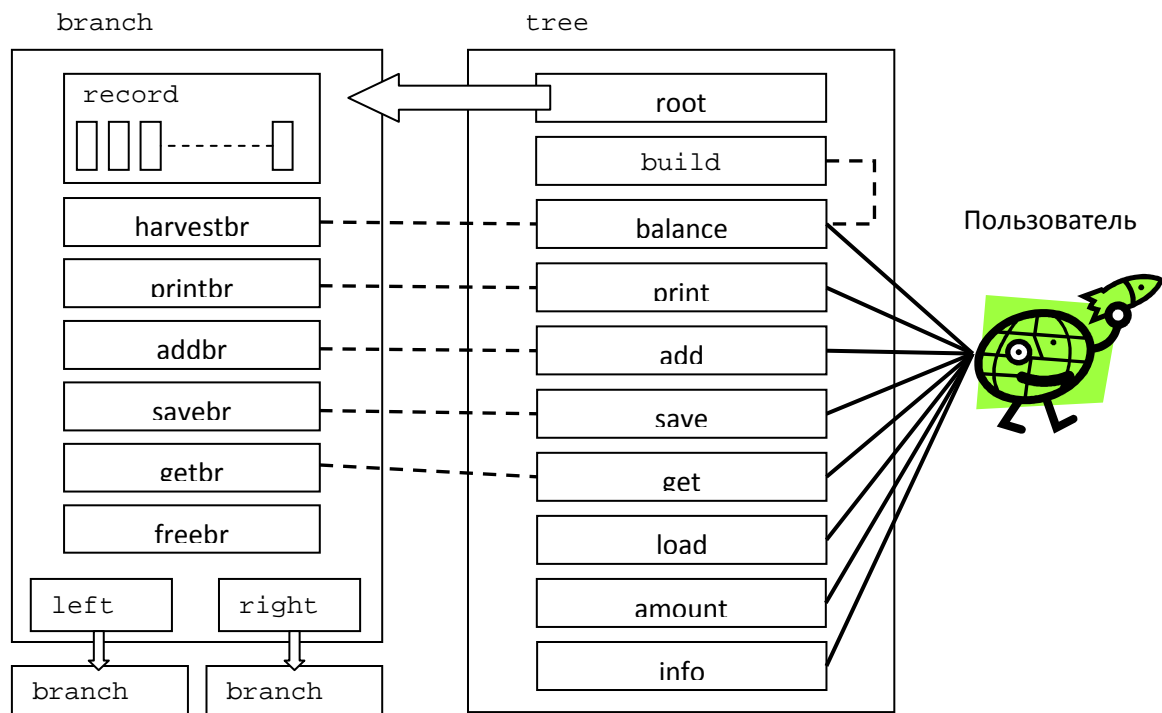 branch
tree
record
root
build
harvestbr
balance
Пользователь
printbr
print
addbr
add
savebr
save
getbr
get
freebr
load
left
right
amount
info
branch
branch